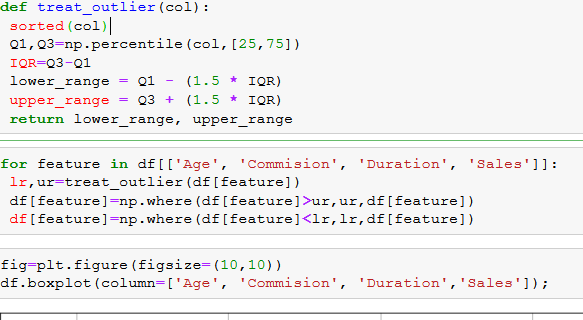 def treat_outlier(col):
 sorted(col)
 Q1,Q3=np.percentile(col,[25,75])
 IQR=Q3-Q1
 lower_range = Q1 - (1.5 * IQR)
 upper_range = Q3 + (1.5 * IQR)
 return lower_range, upper_range
for feature in df[['Age', 'Commision', 'Duration', 'Sales']]:
 lr,ur=treat_outlier(df[feature])
 df[feature]=np.where(df[feature]>ur,ur,df[feature])
 df[feature]=np.where(df[feature]<lr,lr,df[feature])
fig=plt.figure(figsize=(10,10))
df.boxplot(column=['Age', 'Commision', 'Duration','Sales']);